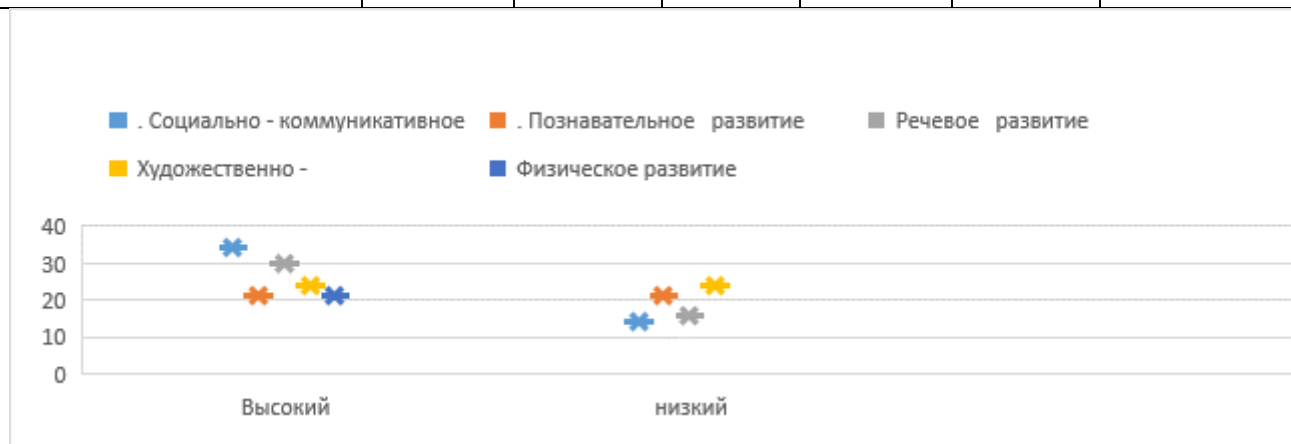 . Социально - коммуникативное . Познавательное развитие Речевое развитие
Художественно - Физическое развитие
40
30
20
10
0
Высокий низкий